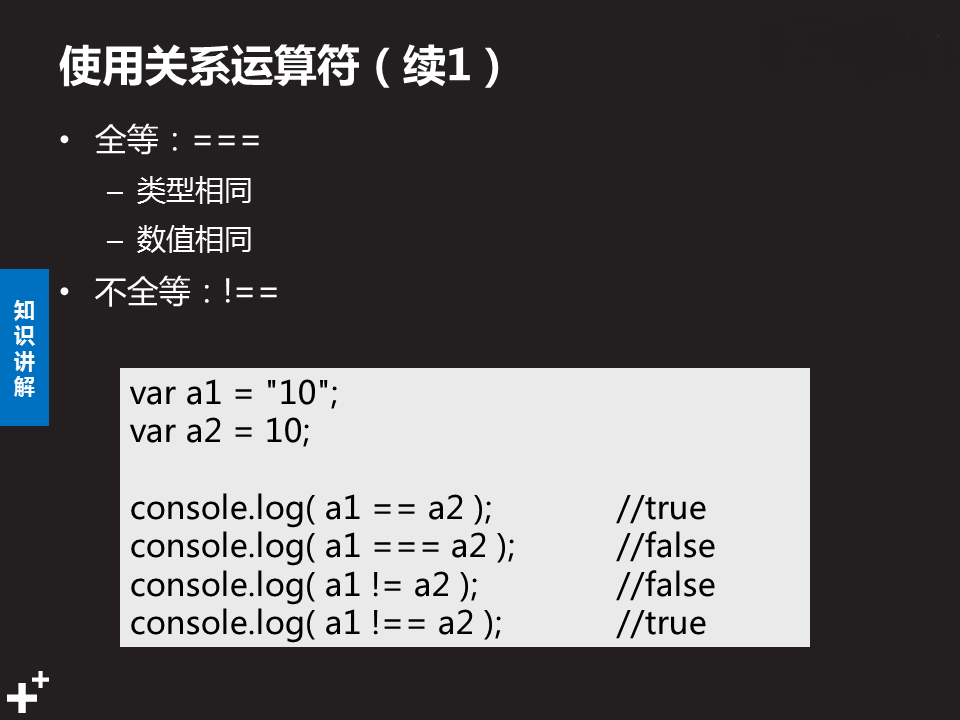 使用关系运算符（续1）
• 全等：===
– 类型相同
– 数值相同
• 不全等：!==
知识讲解
var a1 = "10";
var a2 = 10;
console.log( a1 == a2 ); //true
console.log( a1 === a2 ); //false
console.log( a1 != a2 ); //false
console.log( a1 !== a2 ); //true